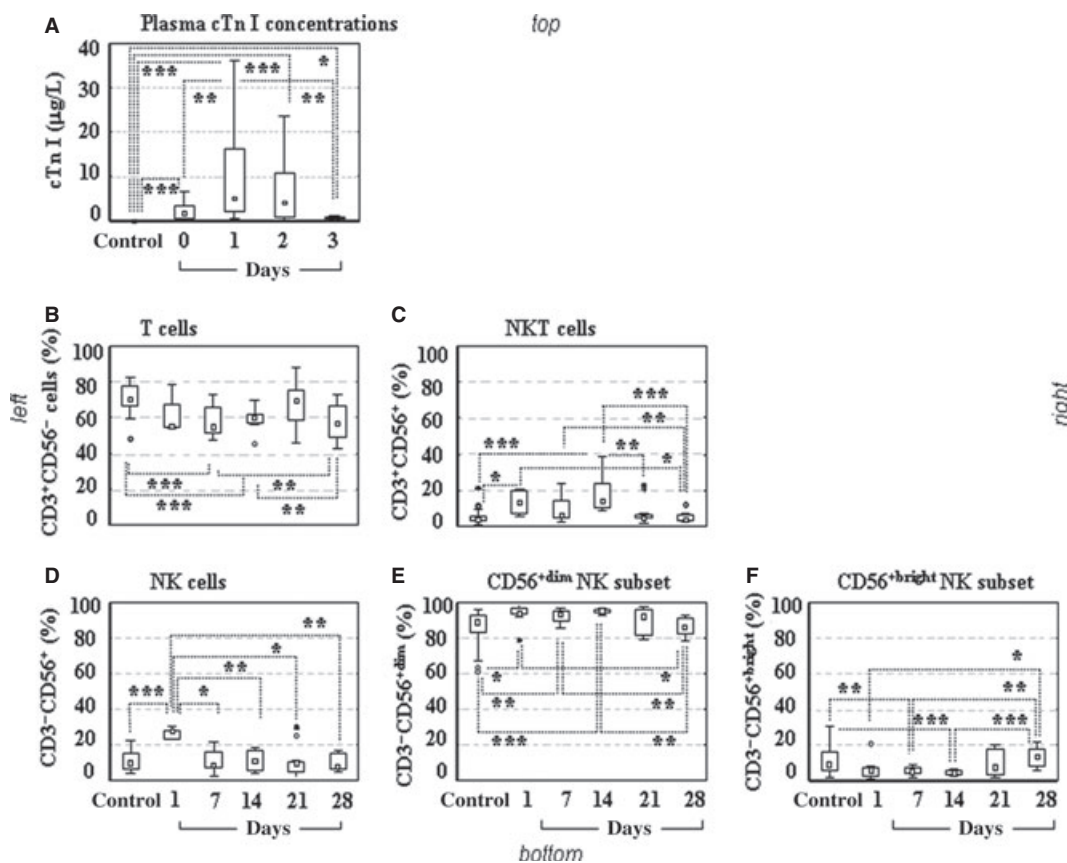 top
left
right
bottom
A Plasma cTn I concentrations
cTn I (µg/L)
40
30
20
10
0
*
*** ***
** **
***
Control 0 1 2 3
Days
B T cells
CD3+CD56− cells (%)
100
80
60
40
20
0
*** **
*** **
C NKT cells
CD3+CD56+ (%)
100
80
60
40
20
0
***
**
*** **
* *
D NK cells
CD3−CD56+ (%)
100
80
60
40
20
0
**
*
**
*** *
Control 1 7 14 21 28
Days
E CD56+dim NK subset
CD3−CD56+dim (%)
100
80
60
40
20
0
* *
** **
*** **
Control 1 7 14 21 28
Days
F CD56+bright NK subset
CD3−CD56+bright (%)
100
80
60
40
20
0
*
** **
*** ***
Control 1 7 14 21 28
Days